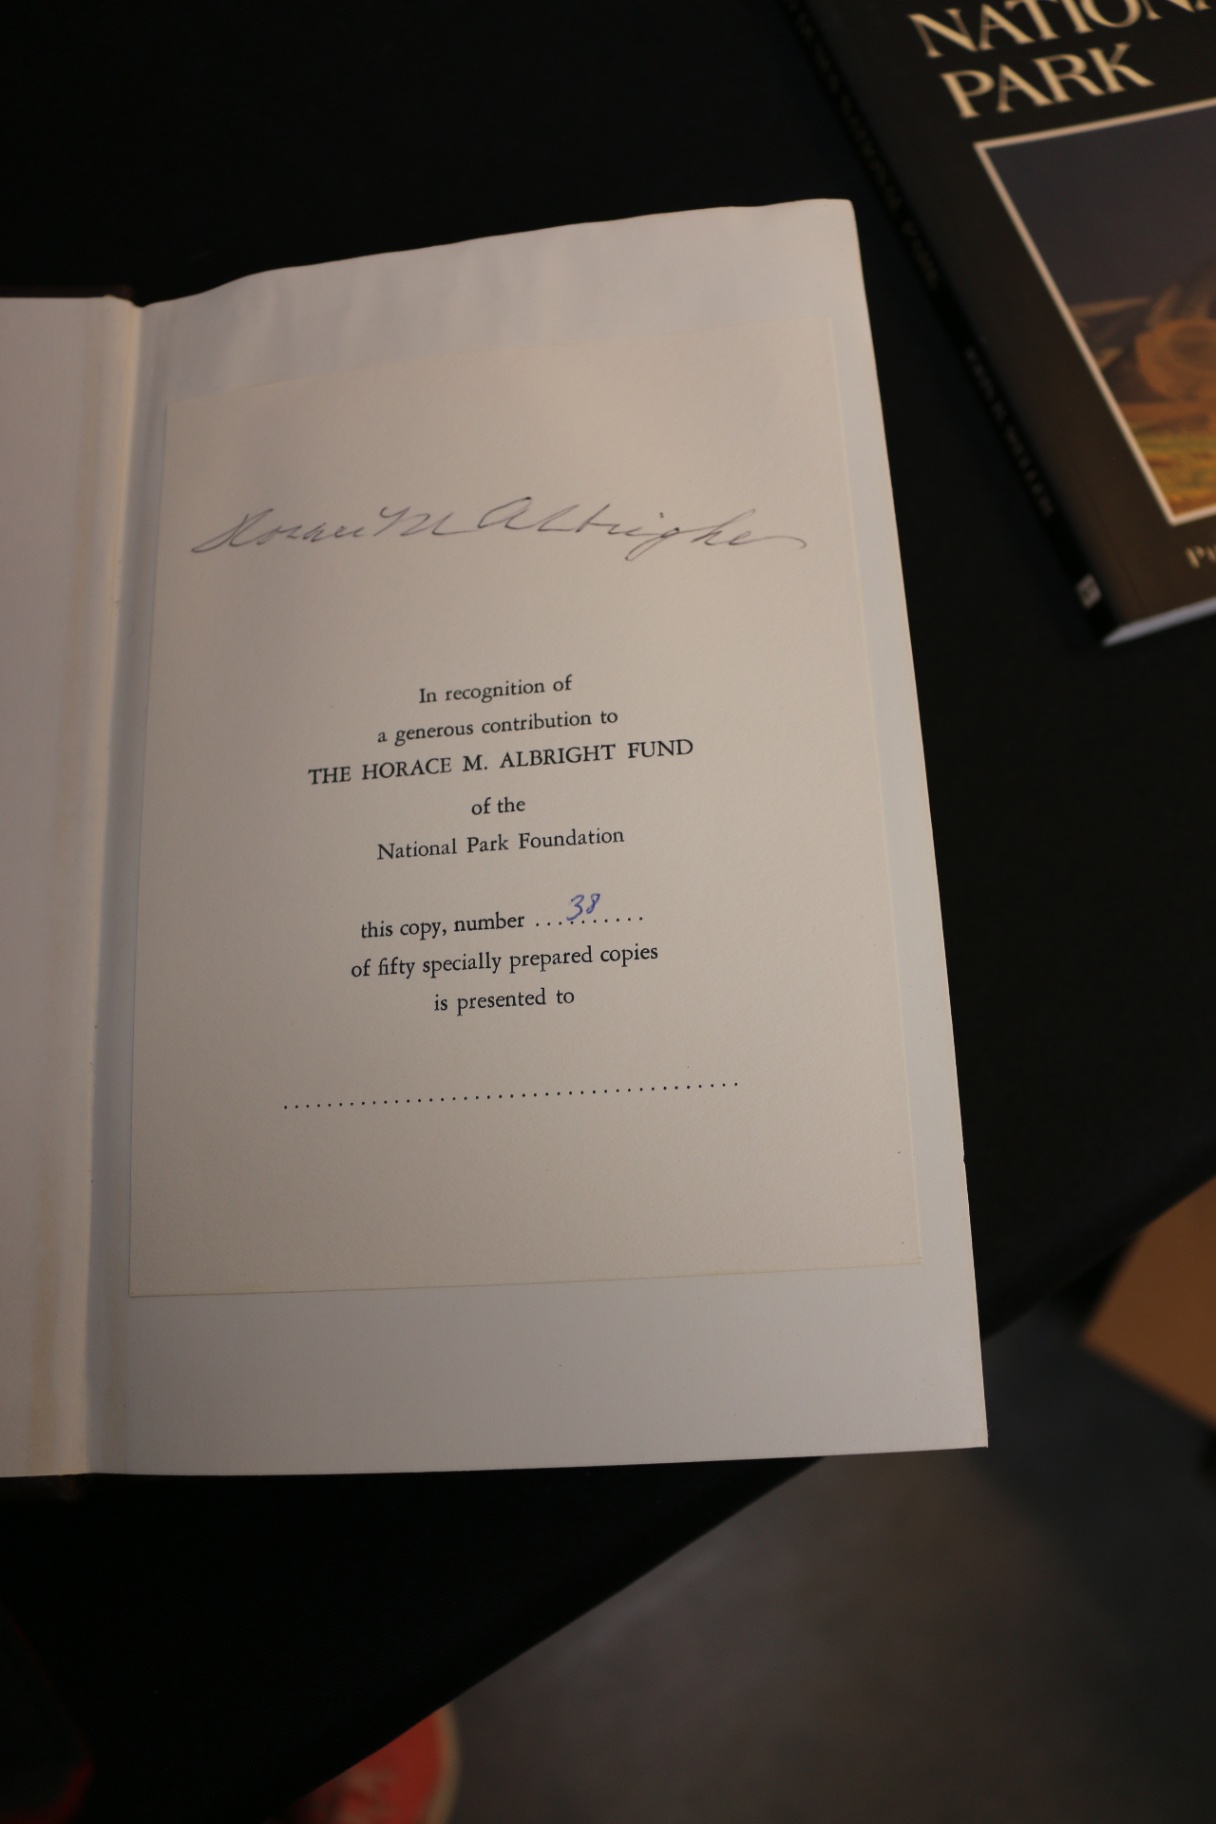 Horace M Albright
In recognition of
a generous contribution to
THE HORACE M. ALBRIGHT FUND
of the
National Park Foundation
this copy, number ...38.......
of fifty specially prepared copies
is presented to
..........................................
NATIONA
PARK